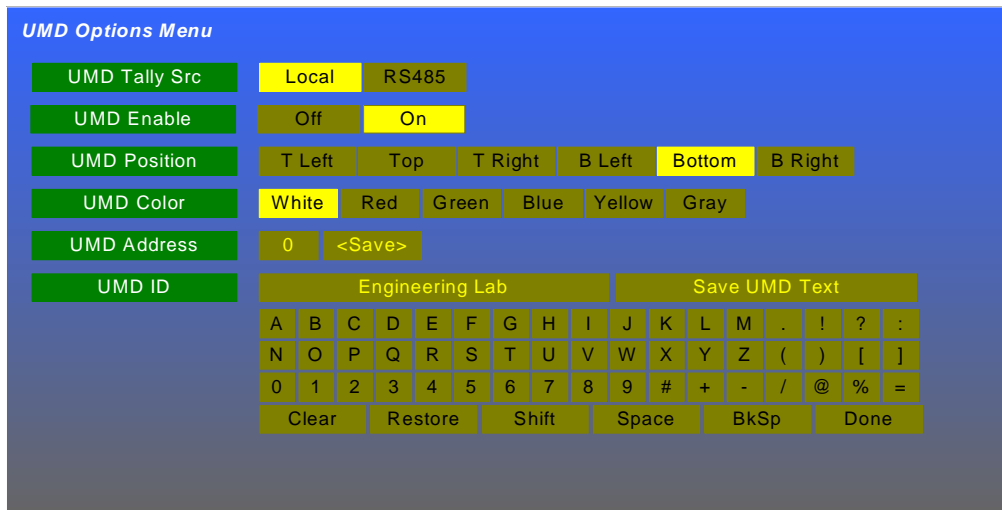 UMD Options Menu
UMD Tally Src Local RS485
UMD Enable Off On
UMD Position T Left Top T Right B Left Bottom B Right
UMD Color White Red Green Blue Yellow Gray
UMD Address 0 <Save>
UMD ID Engineering Lab Save UMD Text
A B C D E F G H I J K L M . ! ? :
N O P Q R S T U V W X Y Z ( ) [ ]
0 1 2 3 4 5 6 7 8 9 # + - / @ % =
Clear Restore Shift Space BkSp Done